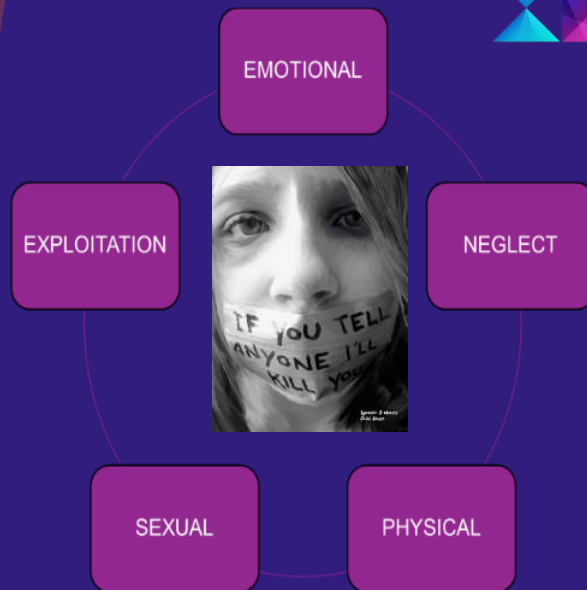 EMOTIONAL
EXPLOITATION
NEGLECT
IF YOU TELL
ANYONE I'LL
KILL YOU
SEXUAL
PHYSICAL